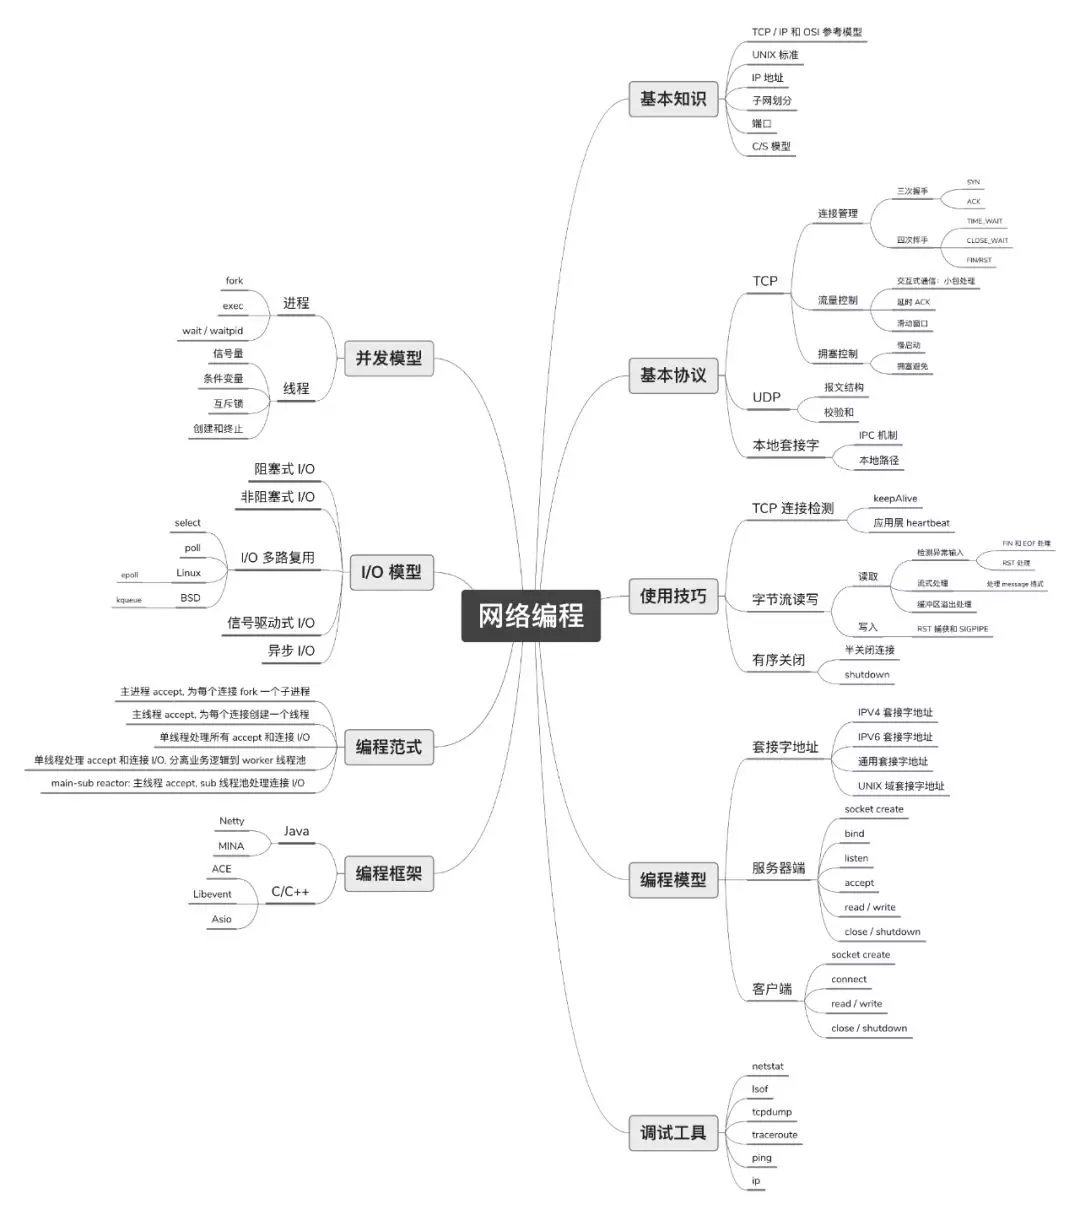 网络编程
基本知识
TCP / IP 和 OSI 参考模型
UNIX 标准
IP 地址
子网划分
端口
C/S 模型
基本协议
TCP
连接管理
三次握手
SYN
ACK
四次挥手
TIME_WAIT
CLOSE_WAIT
FIN/RST
流量控制
交互式通信：小包处理
延时 ACK
滑动窗口
拥塞控制
慢启动
拥塞避免
UDP
报文结构
校验和
本地套接字
IPC 机制
本地路径
使用技巧
TCP 连接检测
keepAlive
应用层 heartbeat
字节流读写
读取
检测异常输入
FIN 和 EOF 处理
RST 处理
流式处理
处理 message 格式
缓冲区溢出处理
写入
RST 捕获和 SIGPIPE
有序关闭
半关闭连接
shutdown
编程模型
套接字地址
IPV4 套接字地址
IPV6 套接字地址
通用套接字地址
UNIX 域套接字地址
服务器端
socket create
bind
listen
accept
read / write
close / shutdown
客户端
socket create
connect
read / write
close / shutdown
调试工具
netstat
lsof
tcpdump
traceroute
ping
ip
并发模型
进程
fork
exec
wait / waitpid
线程
信号量
条件变量
互斥锁
创建和终止
I/O 模型
阻塞式 I/O
非阻塞式 I/O
I/O 多路复用
select
poll
Linux
epoll
BSD
kqueue
信号驱动式 I/O
异步 I/O
编程范式
主进程 accept, 为每个连接 fork 一个子进程
主线程 accept, 为每个连接创建一个线程
单线程处理所有 accept 和连接 I/O
单线程处理 accept 和连接 I/O, 分离业务逻辑到 worker 线程池
main-sub reactor: 主线程 accept, sub 线程池处理连接 I/O
编程框架
Java
Netty
MINA
C/C++
ACE
Libevent
Asio